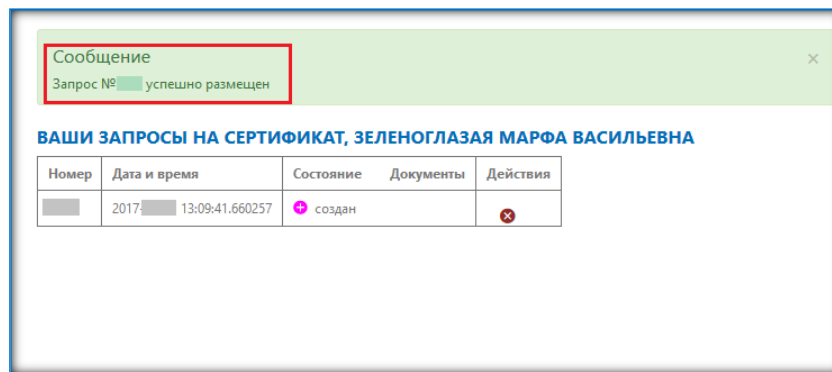 Сообщение
×
Запрос № успешно размещен
ВАШИ ЗАПРОСЫ НА СЕРТИФИКАТ, ЗЕЛЕНОГЛАЗАЯ МАРФА ВАСИЛЬЕВНА
Номер Дата и время Состояние Документы Действия
2017- 13:09:41.660257 создан